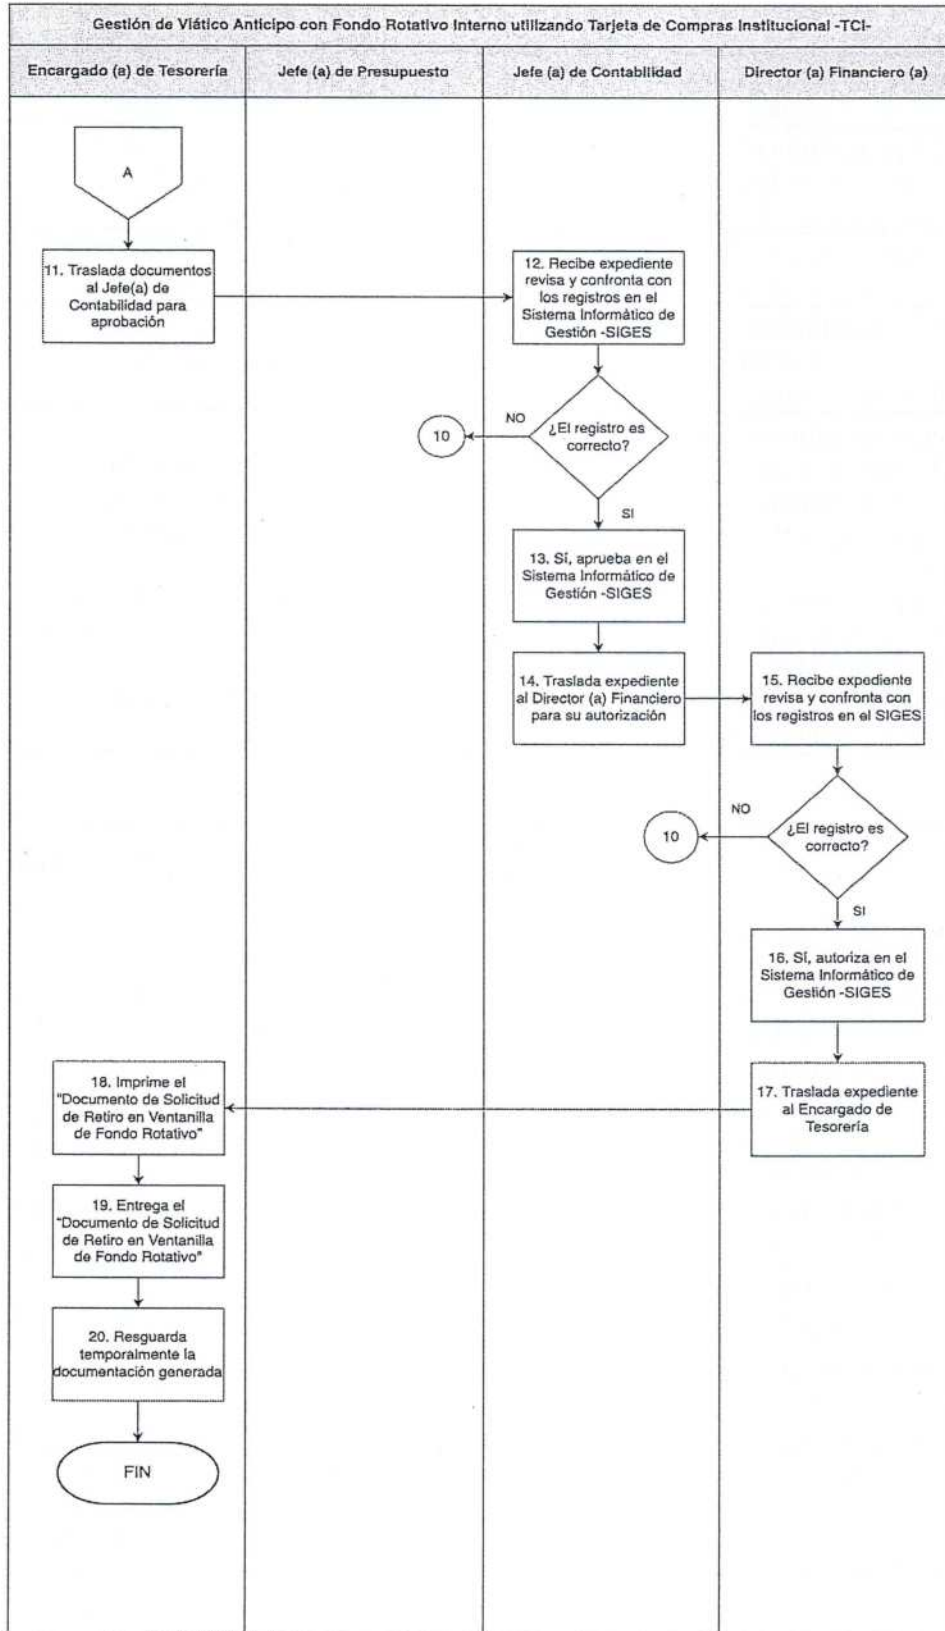 Gestión de Viático Anticipo con Fondo Rotativo Interno utilizando Tarjeta de Compras Institucional -TCI-
Encargado (a) de Tesorería
Jefe (a) de Presupuesto
Jefe (a) de Contabilidad
Director (a) Financiero (a)
A
11. Traslada documentos
al Jefe(a) de
Contabilidad para
aprobación
12. Recibe expediente
revisa y confronta con
los registros en el
Sistema Informático de
Gestión -SIGES
¿El registro es
correcto?
NO
10
SI
13. Sí, aprueba en el
Sistema Informático de
Gestión -SIGES
14. Traslada expediente
al Director (a) Financiero
para su autorización
15. Recibe expediente
revisa y confronta con
los registros en el SIGES
¿El registro es
correcto?
NO
10
SI
16. Sí, autoriza en el
Sistema Informático de
Gestión -SIGES
17. Traslada expediente
al Encargado de
Tesorería
18. Imprime el
"Documento de Solicitud
de Retiro en Ventanilla
de Fondo Rotativo"
19. Entrega el
"Documento de Solicitud
de Retiro en Ventanilla
de Fondo Rotativo"
20. Resguarda
temporalmente la
documentación generada
FIN